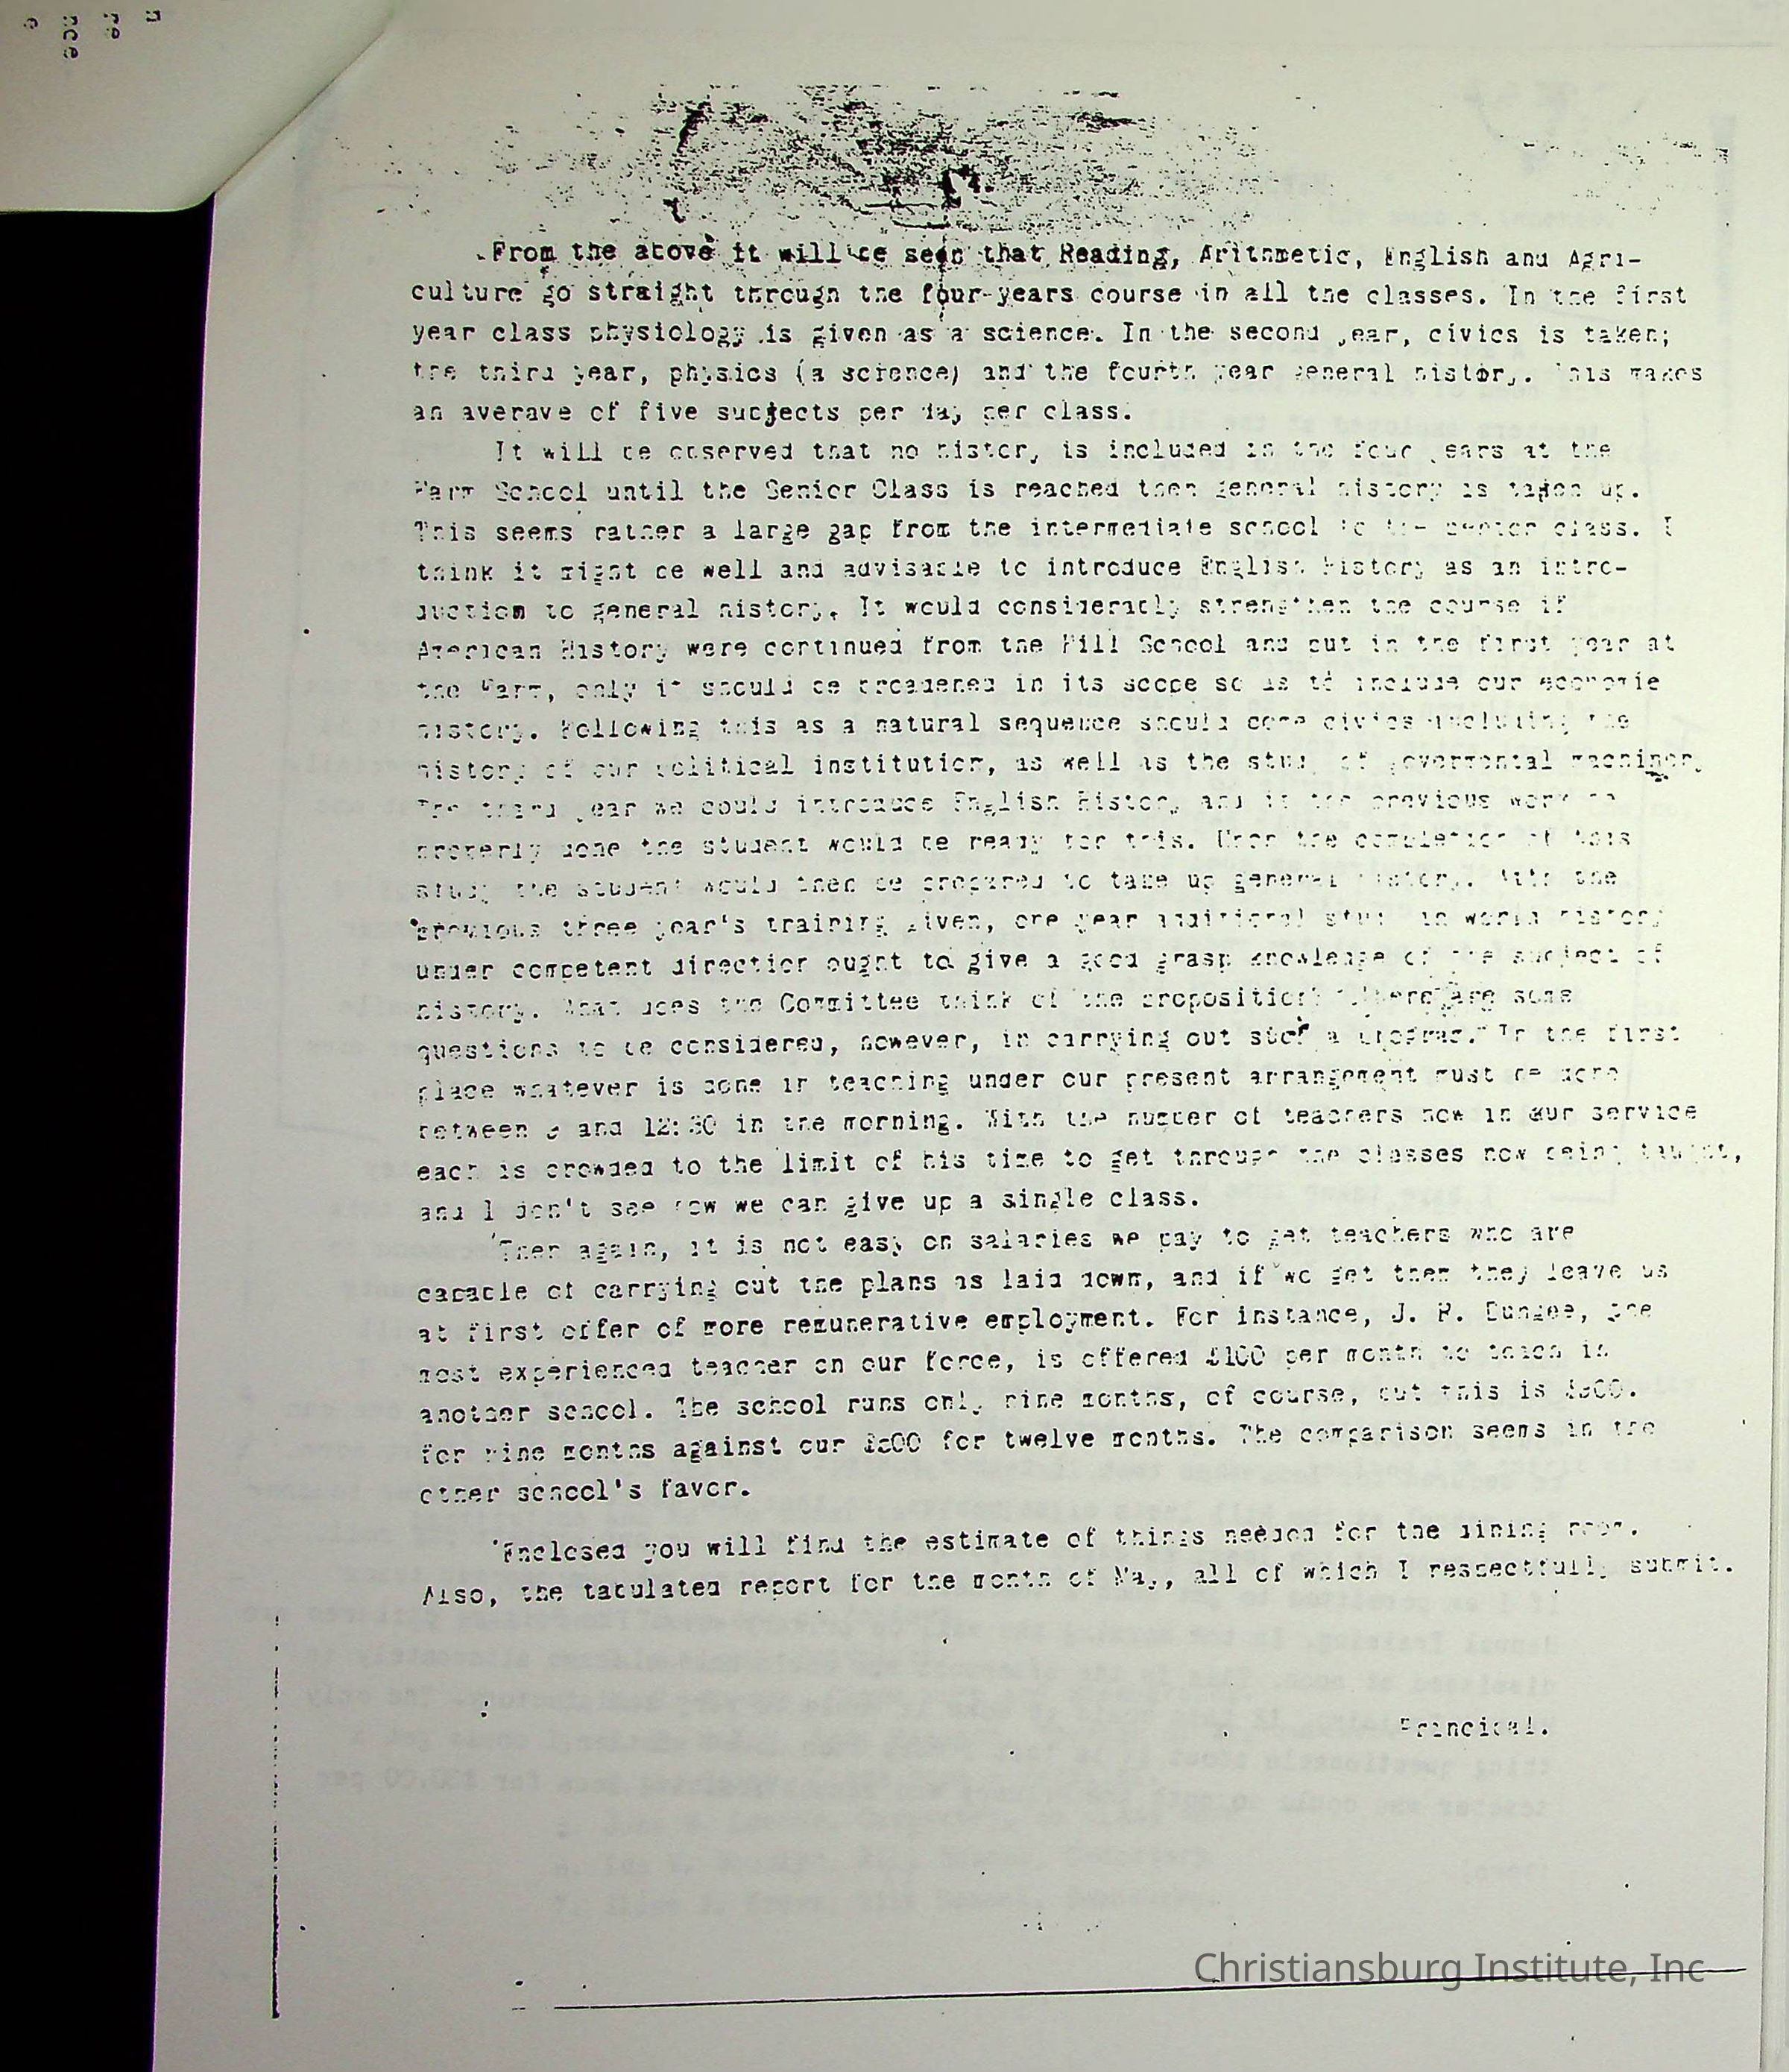 n
re
nce
e
From the above it will be seen that Reading, Arithmetic, English and Agri-
culture go straight through the four-years course in all the classes. In the first
year class physiology is given as a science. In the second year, civics is taken;
the third year, physics (a science) and the fourth year general history. This makes
an averave of five subjects per day per class.
It will be observed that no history is included in the four years at the
Farm School until the Senior Class is reached then general history is taken up.
This seems rather a large gap from the intermediate school to the senior class. I
think it might be well and advisable to introduce English History as an intro-
duction to general history. It would considerably strengthen the course if
American History were continued from the Hill School and put in the first year at
the Farm, only it should be broadened in its scope so as to include our economic
history. Following this as a natural sequence should come civics including the
history of our political institution, as well as the study of govermental machinery.
The third year we could introduce English History and if the previous work is
properly done the student would be ready for this. Upon the completion of this
study the student would then be prepared to take up general history. With the
previous three year's training given, one year additional study in world history
under competent direction ought to give a good grasp knowledge of the subject of
history. What does the Committee think of the proposition? There are some
questions to be considered, however, in carrying out such a program. In the first
place whatever is done in teaching under our present arrangement must be done
between and 12:30 in the morning. With the number of teachers now in our service
each is crowded to the limit of his time to get through the classes now being taught,
and I don't see how we can give up a single class.
Then again, it is not easy on salaries we pay to get teachers who are
capable of carrying out the plans as laid down, and if we get them they leave us
at first offer of more remunerative employment. For instance, J. R. Dungee, the
most experienced teacher on our force, is offered $100 per month to teach in
another school. The school runs only nine months, of course, but this is $900.
for nine months against our for twelve months. The comparison seems in the
other school's favor.
Enclosed you will find the estimate of things needed for the dining room.
Also, the tabulated report for the month of May, all of which I respectfully submit.
Principal.
Christiansburg Institute, Inc